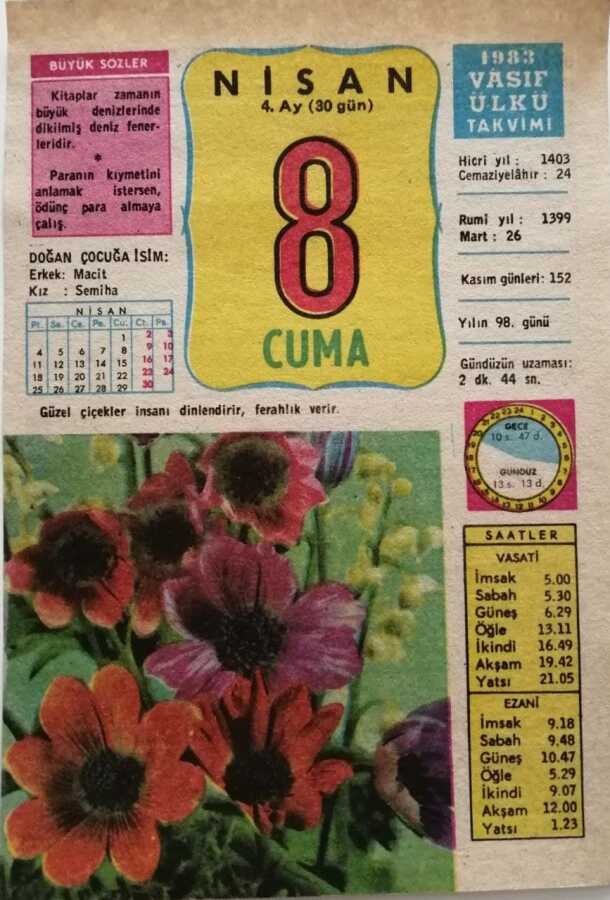 BÜYÜK SÖZLER
Kitaplar zamanın
büyük denizlerinde
dikilmiş deniz fener-
leridir.
*
Paranın kıymetini
anlamak istersen,
ödünç para almaya
çalış.
DOĞAN ÇOCUĞA İSİM:
Erkek: Macit
Kız : Semiha
NİSAN
Pt. Sa. Ça. Pe. Cu. Ct. Pa.
1 2 3
4 5 6 7 8 9 10
11 12 13 14 15 16 17
18 19 20 21 22 23 24
25 26 27 28 29 30
NİSAN
4. Ay (30 gün)
8
CUMA
1983
VÂSIF
ÜLKÜ
TAKVİMİ
Hicri yıl : 1403
Cemaziyelâhır : 24
Rumi yıl : 1399
Mart : 26
Kasım günleri: 152
Yılın 98. günü
Gündüzün uzaması:
2 dk. 44 sn.
Güzel çiçekler insanı dinlendirir, ferahlık verir.
GECE
10 s. 47 d.
GÜNDÜZ
13 s. 13 d.
SAATLER
VASATİ
İmsak 5.00
Sabah 5.30
Güneş 6.29
Öğle 13.11
İkindi 16.49
Akşam 19.42
Yatsı 21.05
EZANİ
İmsak 9.18
Sabah 9.48
Güneş 10.47
Öğle 5.29
İkindi 9.07
Akşam 12.00
Yatsı 1.23